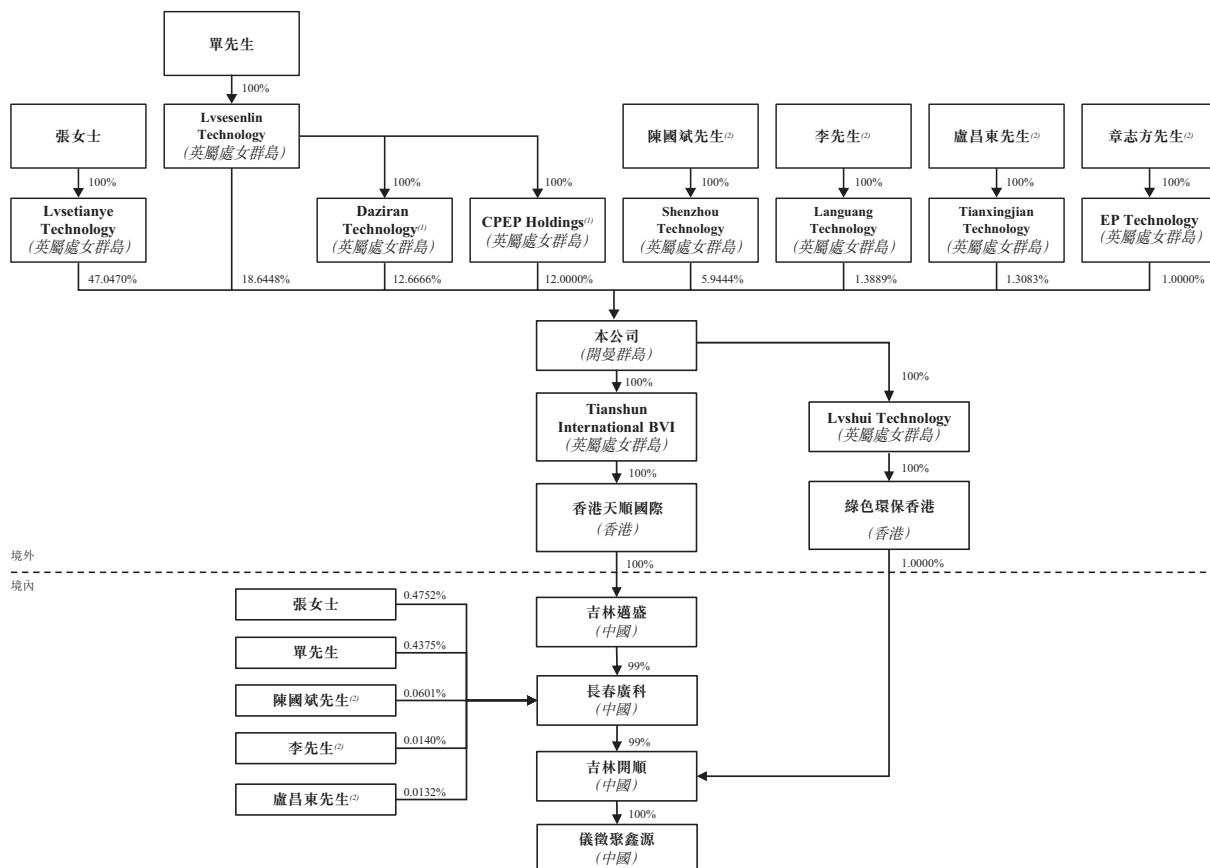 單先生
100%
Lvsesenlin
Technology
(英屬處女群島)
張女士
陳國斌先生(2)
李先生(2)
盧昌東先生(2)
章志方先生(2)
100%
100%
100%
100%
100%
100%
100%
Lvsetianye
Technology
(英屬處女群島)
Daziran
Technology(1)
(英屬處女群島)
CPEP Holdings(1)
(英屬處女群島)
Shenzhou
Technology
(英屬處女群島)
Languang
Technology
(英屬處女群島)
Tianxingjian
Technology
(英屬處女群島)
EP Technology
(英屬處女群島)
47.0470%
18.6448%
12.6666%
12.0000%
5.9444%
1.3889%
1.3083%
1.0000%
本公司
(開曼群島)
100%
100%
Tianshun
International BVI
(英屬處女群島)
Lvshui Technology
(英屬處女群島)
100%
100%
香港天順國際
(香港)
綠色環保香港
(香港)
境外
100%
1.0000%
境內
張女士
0.4752%
吉林邁盛
(中國)
單先生
0.4375%
99%
陳國斌先生(2)
0.0601%
長春廣科
(中國)
李先生(2)
0.0140%
99%
吉林開順
(中國)
盧昌東先生(2)
0.0132%
100%
儀徵聚鑫源
(中國)